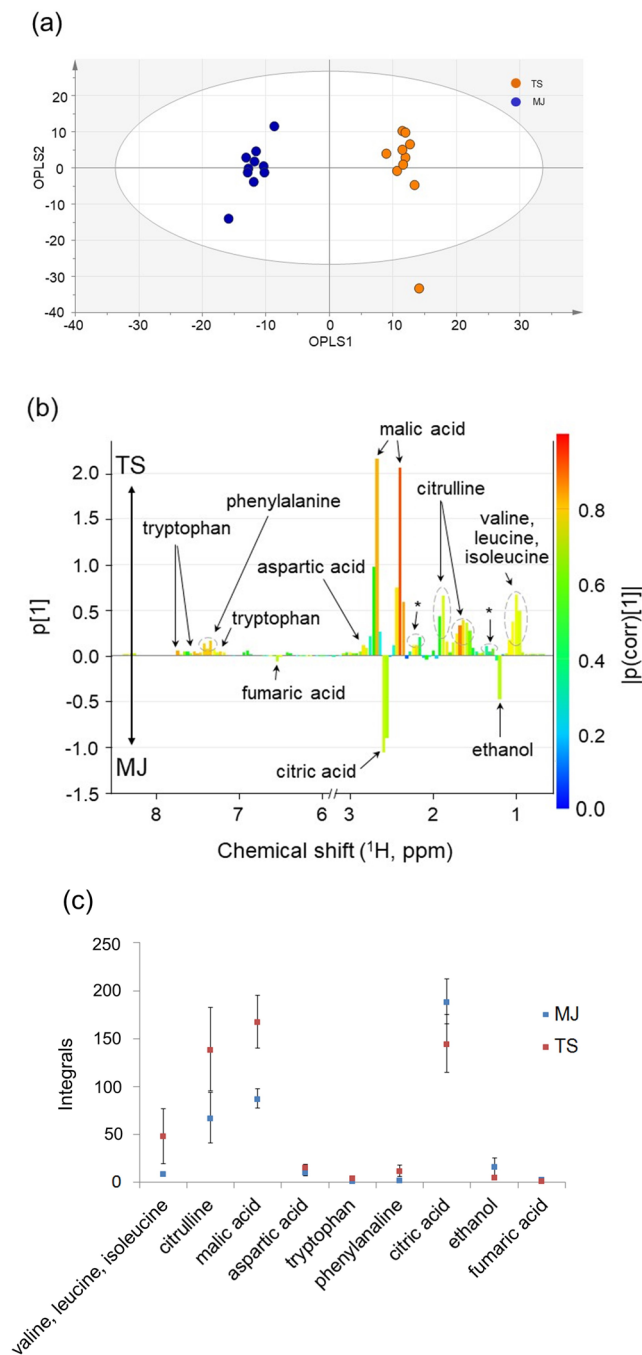 (a)
OPLS2
20
10
0
-10
-20
-30
-40
TS
MJ
-40
-30
-20
-10
0
10
20
30
OPLS1
(b)
p[1]
2.0
1.5
1.0
0.5
0.0
-0.5
-1.0
-1.5
TS
MJ
malic acid
phenylalanine
citrulline
tryptophan
valine,
leucine,
isoleucine
aspartic acid
tryptophan
*
*
fumaric acid
citric acid
ethanol
8
7
6
3
2
1
Chemical shift (¹H, ppm)
0.8
0.6
0.4
0.2
0.0
|p(corr)[1]|
(c)
Integrals
250
200
150
100
50
0
MJ
TS
valine, leucine, isoleucine
citrulline
malic acid
aspartic acid
tryptophan
phenylanaline
citric acid
ethanol
fumaric acid